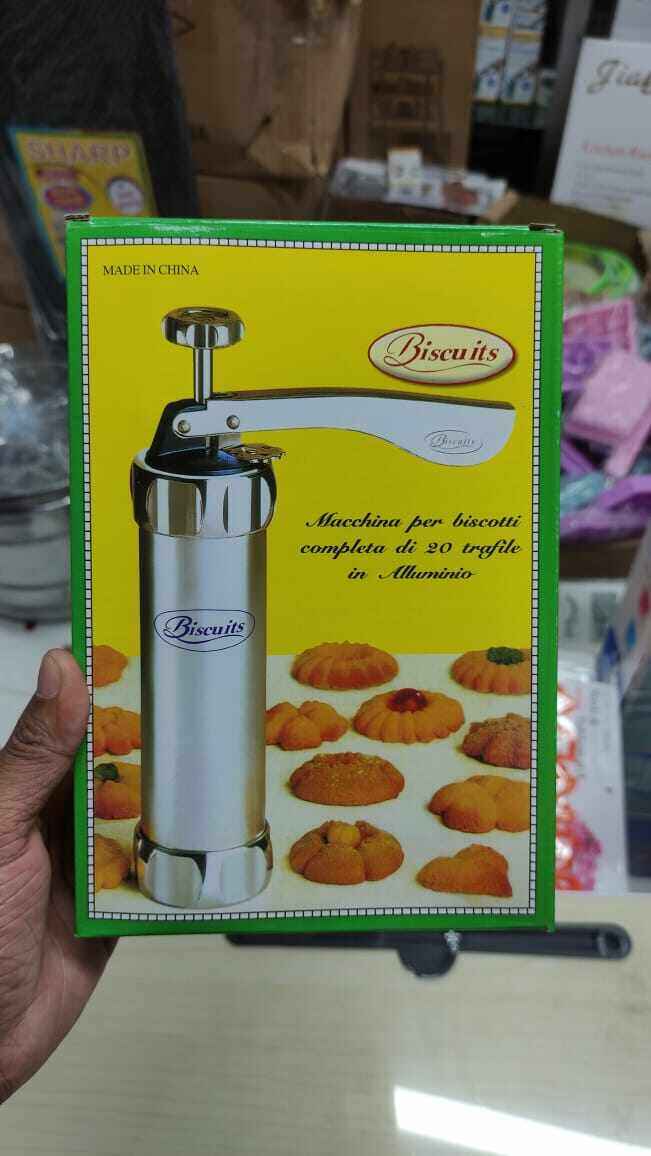 SHARP
MADE IN CHINA
Biscuits
Biscuits
Macchina per biscotti
completa di 20 trafile
in Alluminio
Biscuits